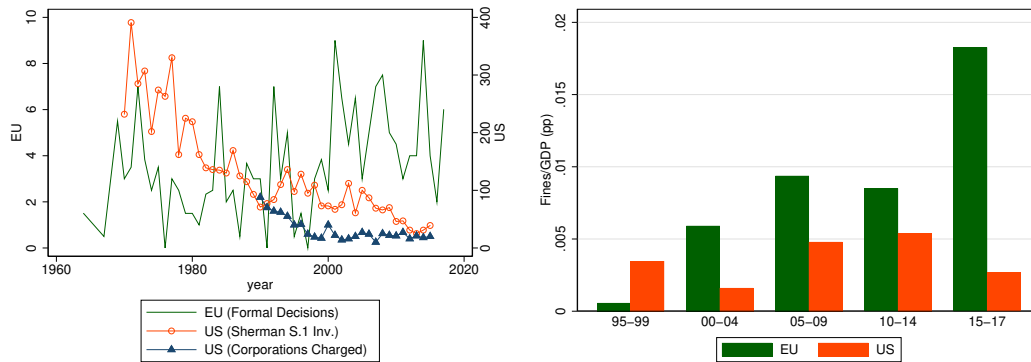 10
8
6
4
2
0
EU
400
300
200
100
0
US
1960
1980
2000
2020
year
EU (Formal Decisions)
US (Sherman S.1 Inv.)
US (Corporations Charged)
.02
.015
.01
.005
0
Fines/GDP (pp)
95–99
00–04
05–09
10–14
15–17
EU
US